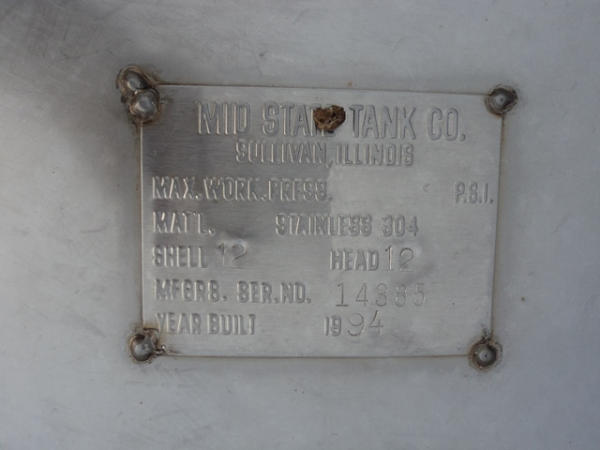 MID STATE TANK CO.
SULLIVAN, ILLINOIS
MAX. WORK. PRESS. P.S.I.
MAT'L. STAINLESS 304
SHELL 12 HEAD 12
MFGRS. SER. NO. 14385
YEAR BUILT 1994